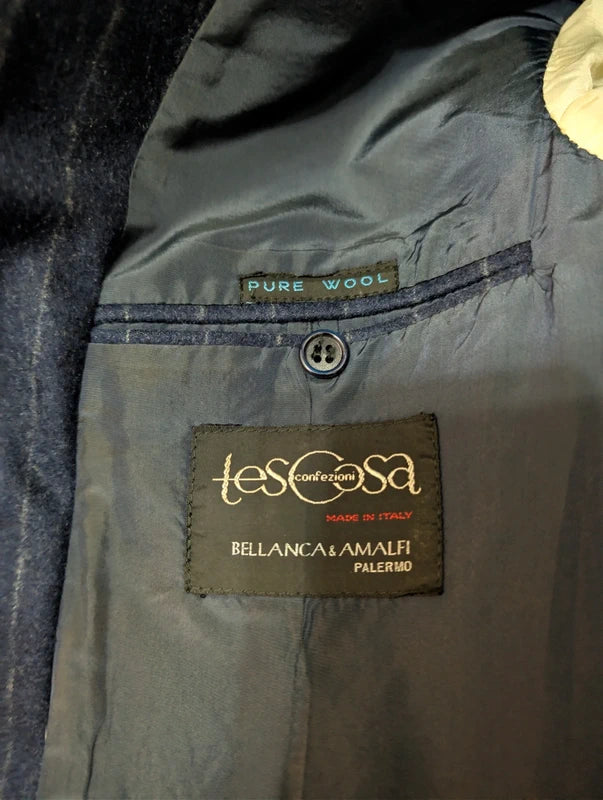 PURE WOOL
tesCosa
confezioni
MADE IN ITALY
BELLANCA & AMALFI
PALERMO